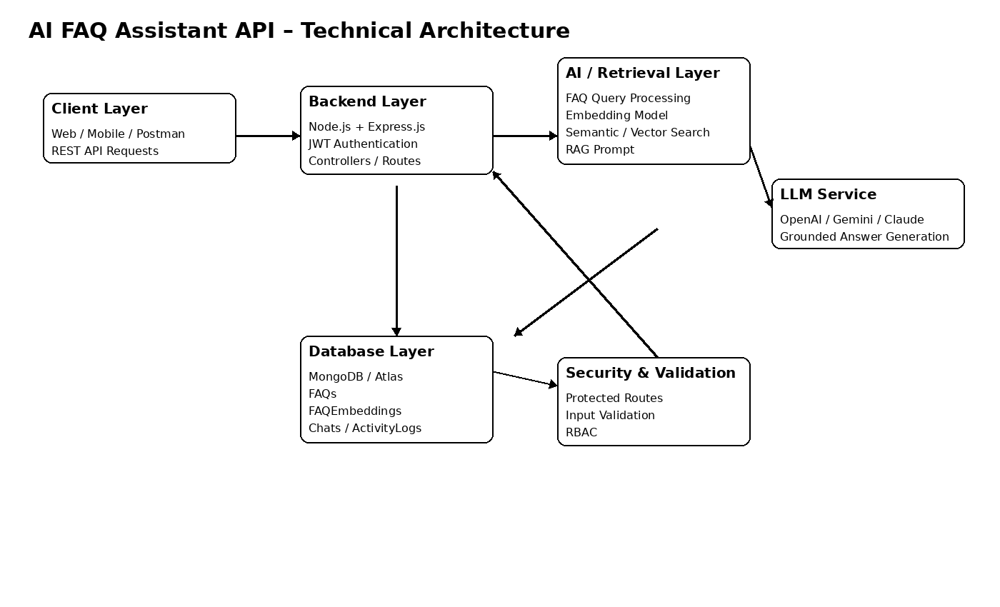 AI FAQ Assistant API – Technical Architecture
Client Layer
Web / Mobile / Postman
REST API Requests
Backend Layer
Node.js + Express.js
JWT Authentication
Controllers / Routes
AI / Retrieval Layer
FAQ Query Processing
Embedding Model
Semantic / Vector Search
RAG Prompt
LLM Service
OpenAI / Gemini / Claude
Grounded Answer Generation
Database Layer
MongoDB / Atlas
FAQs
FAQEmbeddings
Chats / ActivityLogs
Security & Validation
Protected Routes
Input Validation
RBAC